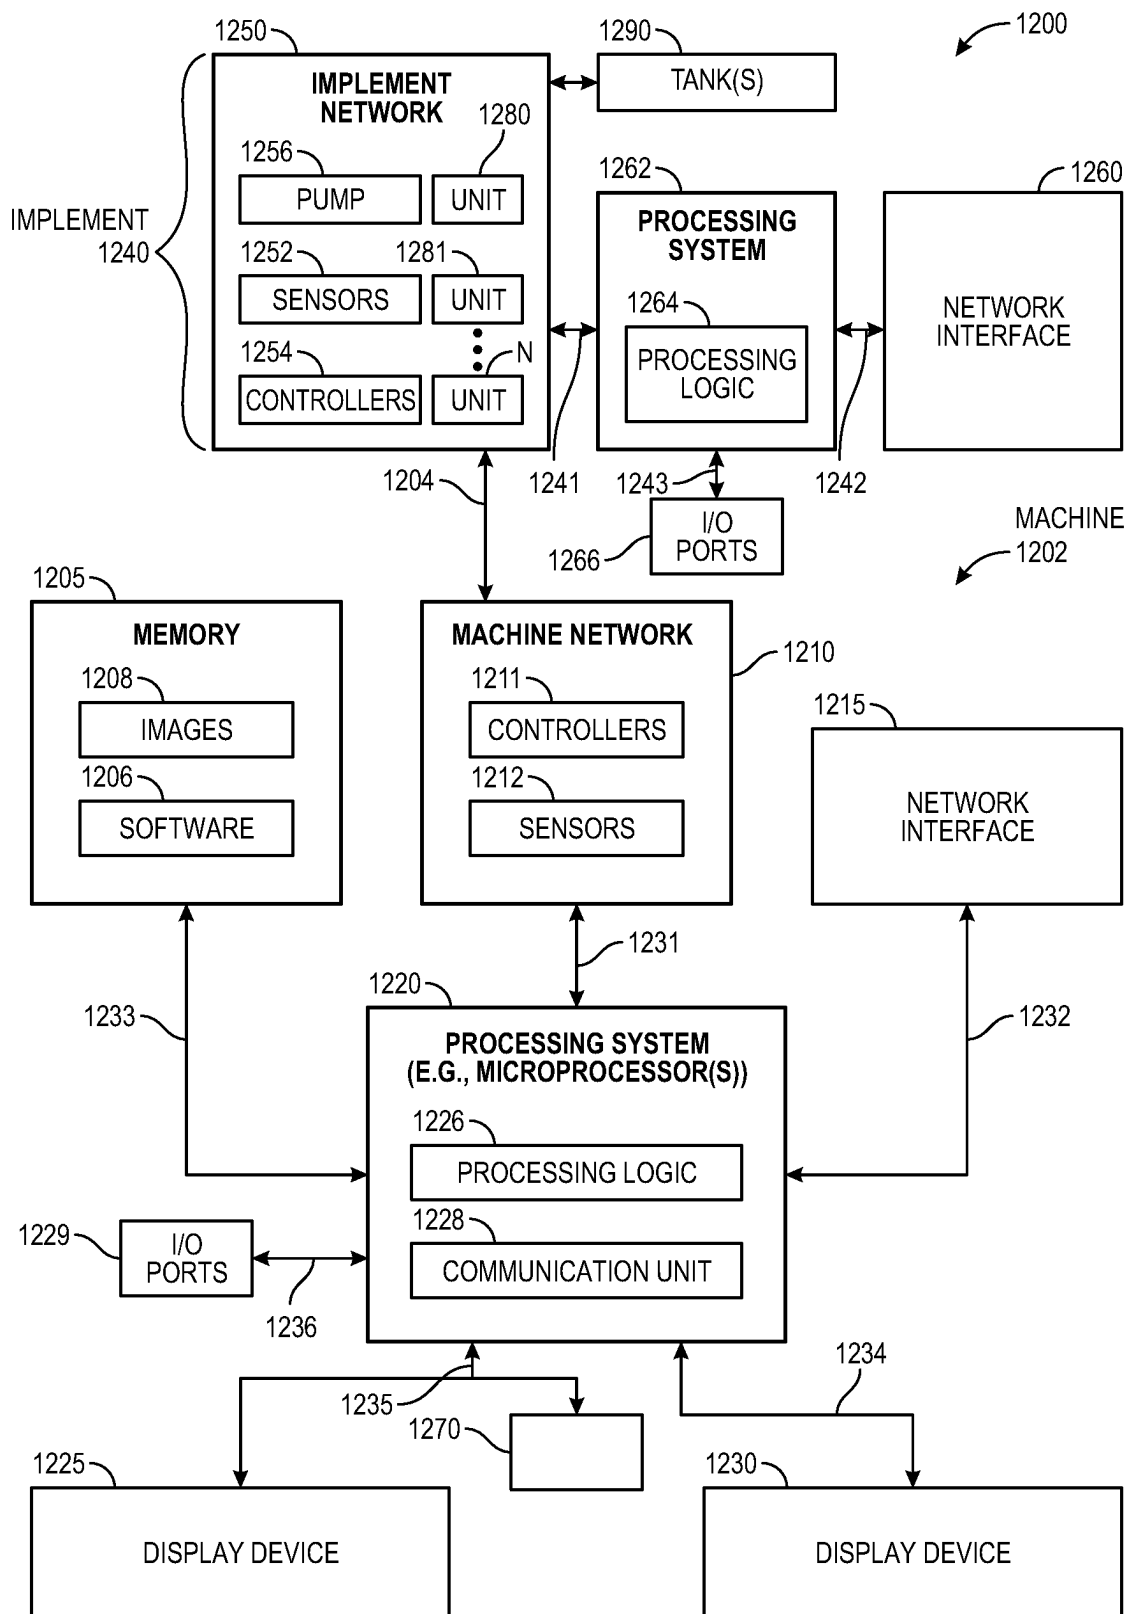 1250
1290
1200
IMPLEMENT
NETWORK
TANK(S)
1280
1256
PUMP
UNIT
1262
1260
IMPLEMENT
1240
PROCESSING
SYSTEM
1252
1281
SENSORS
UNIT
1264
NETWORK
INTERFACE
1254
N
PROCESSING
LOGIC
CONTROLLERS
UNIT
1204
1241
1243
1242
I/O
PORTS
1266
MACHINE
1202
1205
MEMORY
MACHINE NETWORK
1210
1208
IMAGES
1211
CONTROLLERS
1215
1206
SOFTWARE
1212
SENSORS
NETWORK
INTERFACE
1231
1220
1233
1232
PROCESSING SYSTEM
(E.G., MICROPROCESSOR(S))
1226
PROCESSING LOGIC
1229
I/O
PORTS
1228
COMMUNICATION UNIT
1236
1234
1235
1270
1225
1230
DISPLAY DEVICE
DISPLAY DEVICE